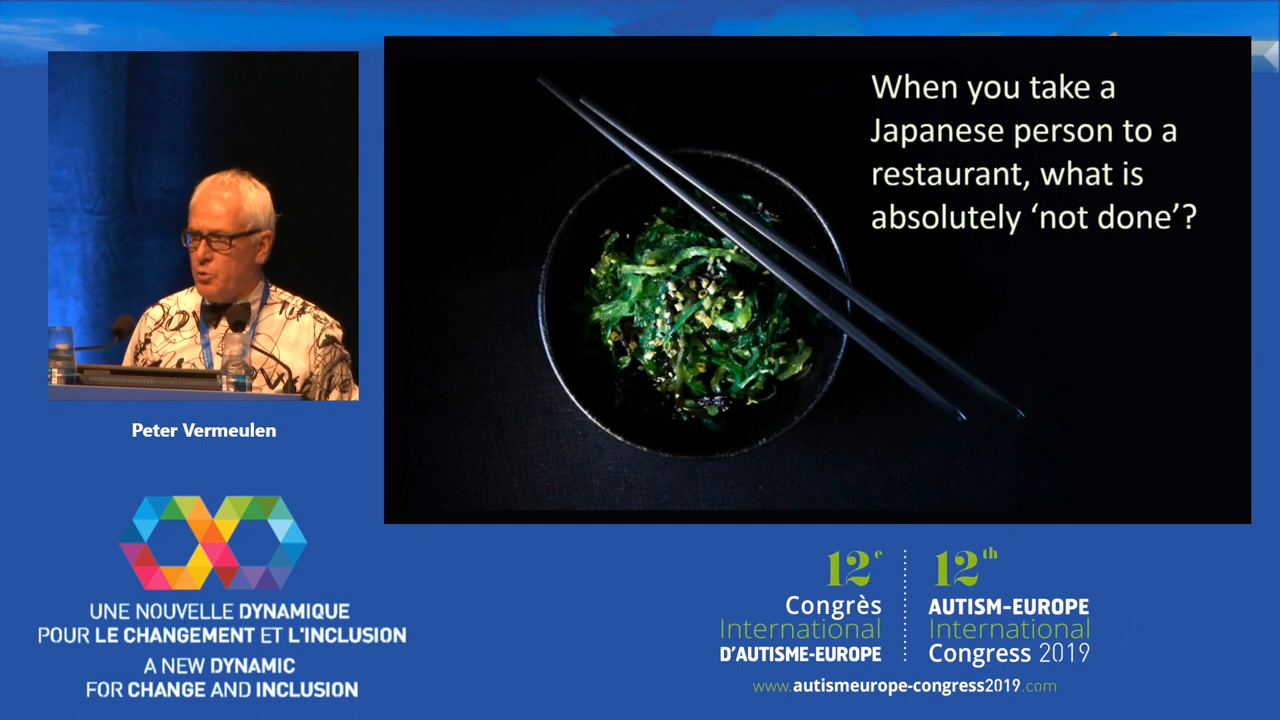 When you take a
Japanese person to a
restaurant, what is
absolutely ‘not done’?
Peter Vermeulen
UNE NOUVELLE DYNAMIQUE
POUR LE CHANGEMENT ET L'INCLUSION
A NEW DYNAMIC
FOR CHANGE AND INCLUSION
12e
Congrès
International
D'AUTISME-EUROPE
12th
AUTISM-EUROPE
International
Congress 2019
www.autismeurope-congress2019.com